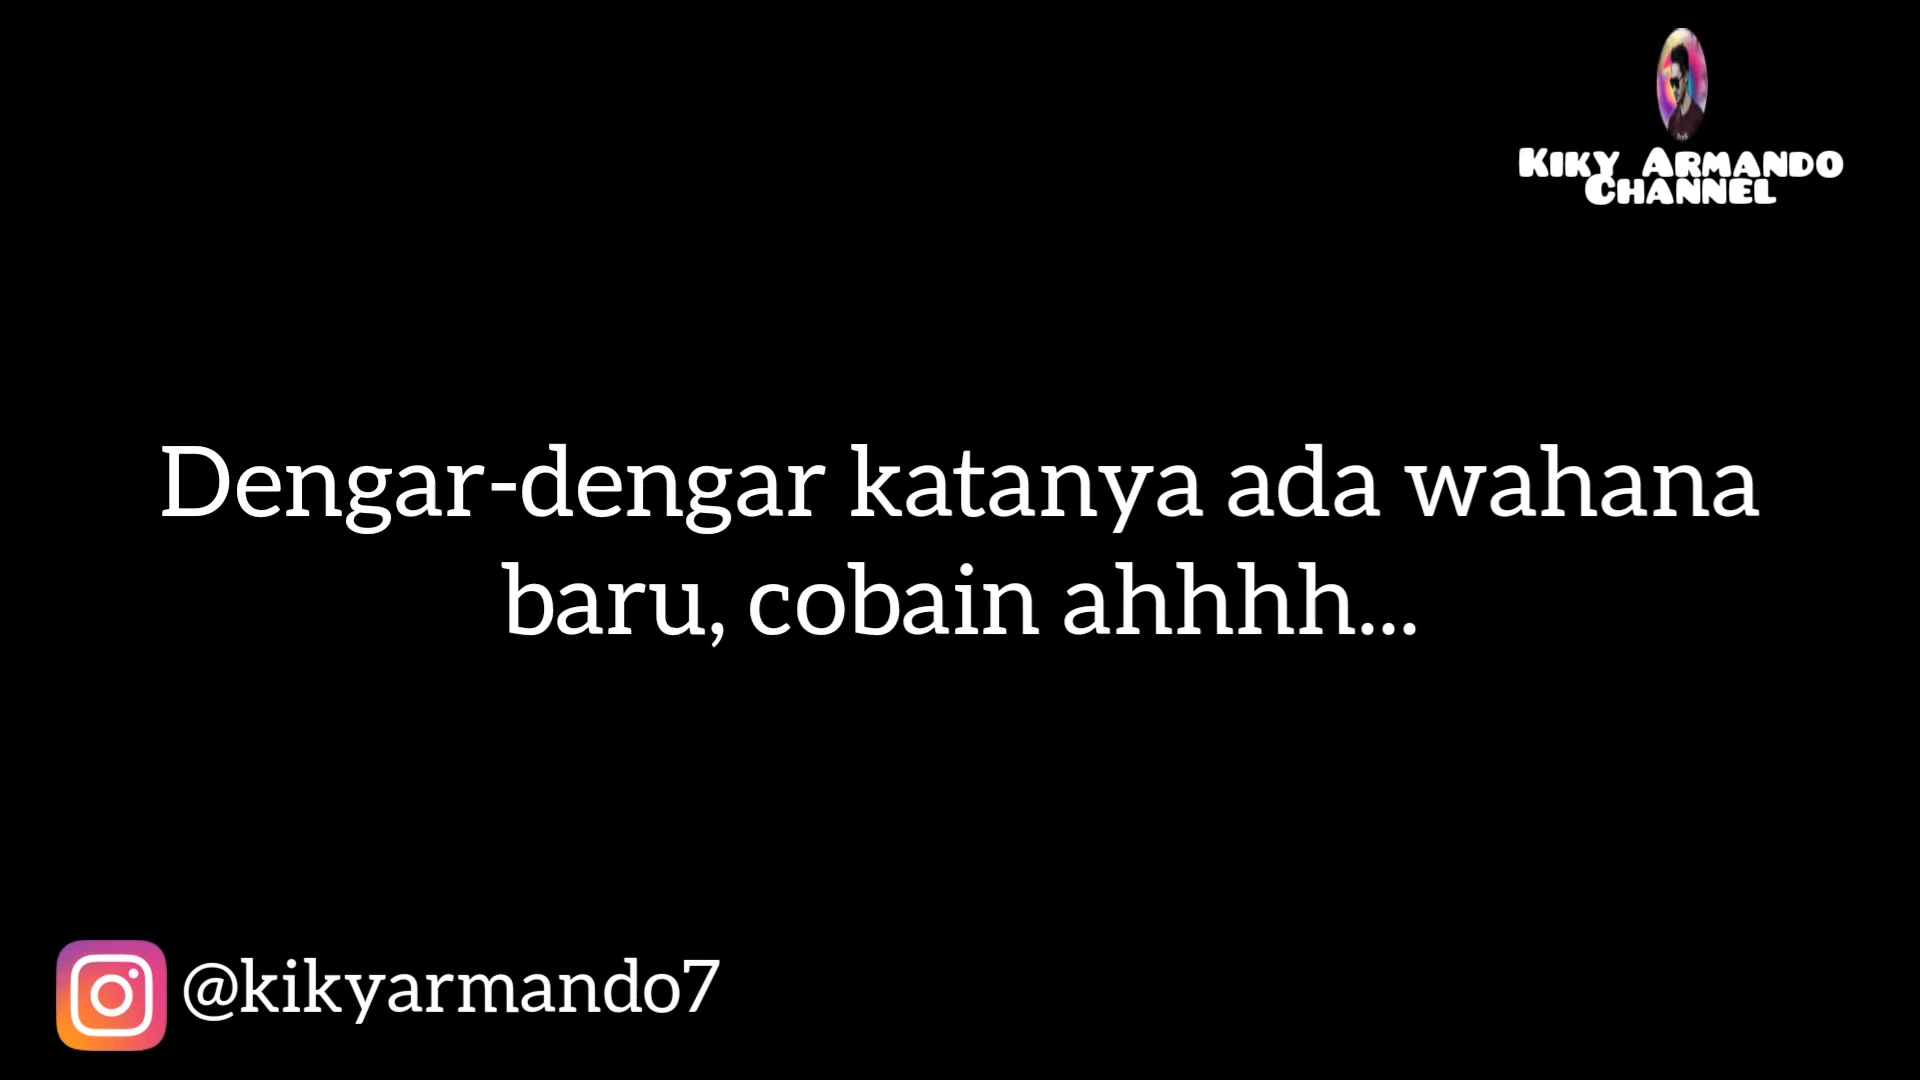 KIKY ARMANDO
CHANNEL
Dengar-dengar katanya ada wahana
baru, cobain ahhhh...
@kikyarmando7